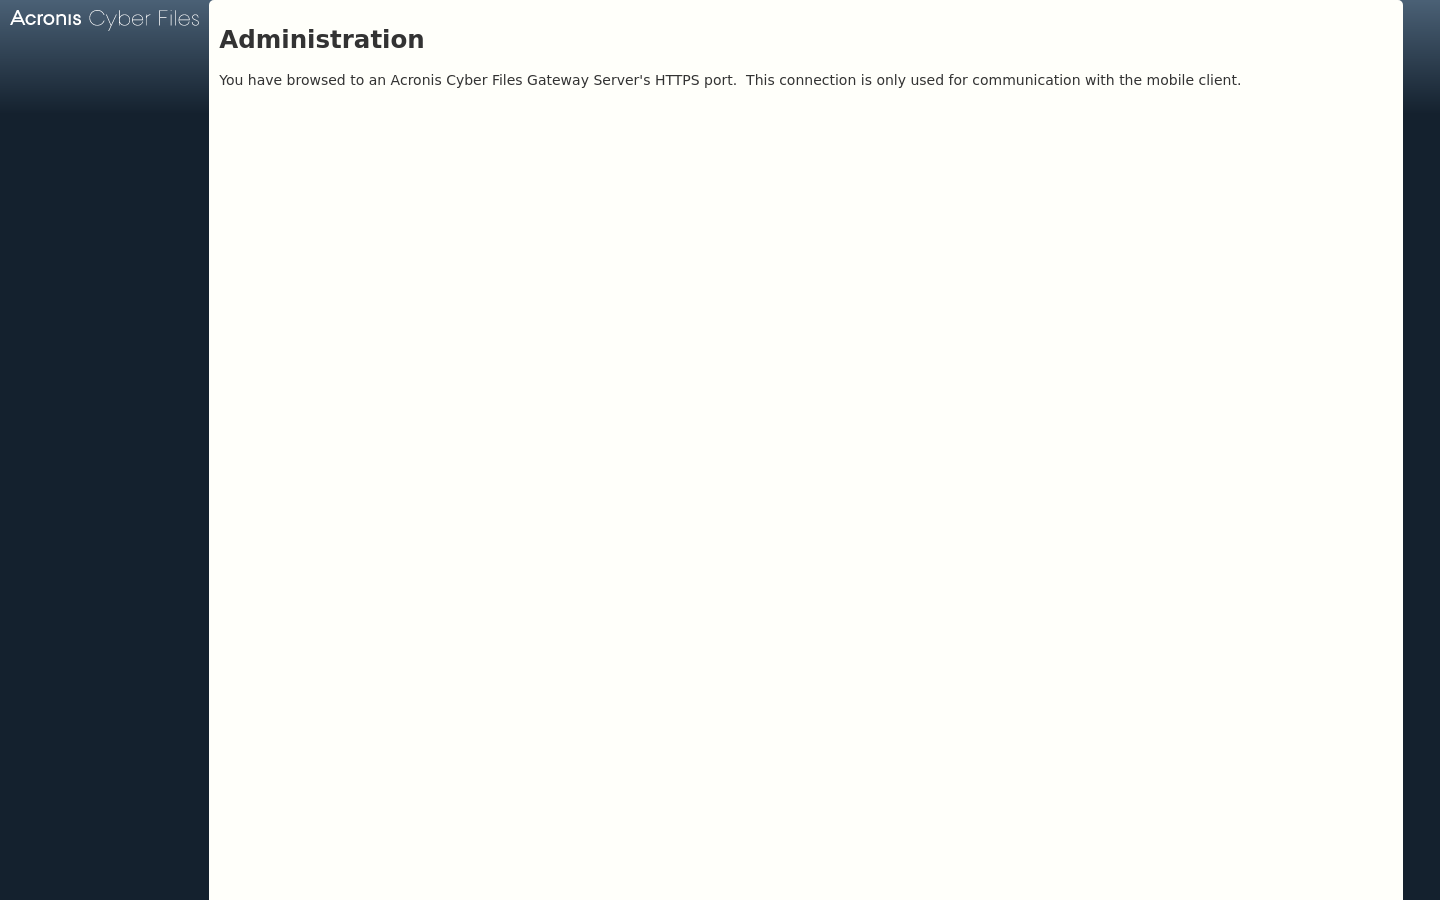 Acronis Cyber Files
Administration
You have browsed to an Acronis Cyber Files Gateway Server's HTTPS port.  This connection is only used for communication with the mobile client.